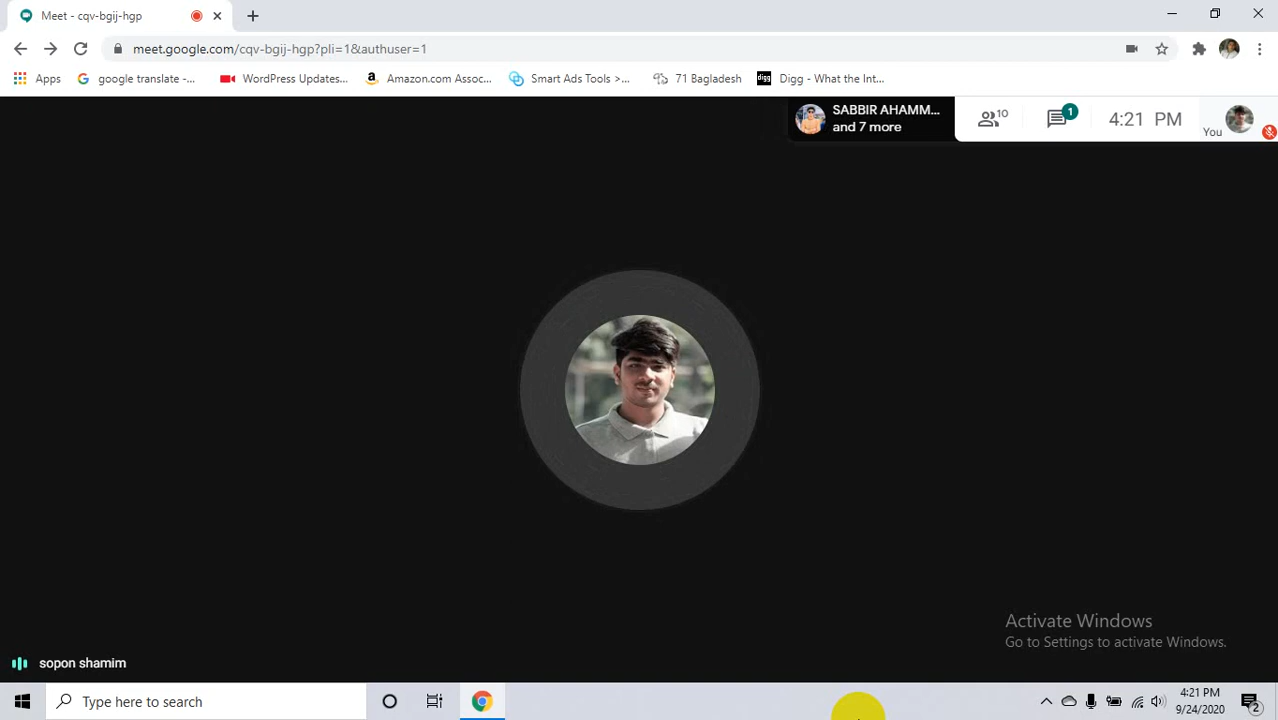 Meet - cqv-bgij-hgp
meet.google.com/cqv-bgij-hgp?pli=1&authuser=1
Apps
google translate -...
WordPress Updates...
Amazon.com Assoc...
Smart Ads Tools >...
71 Bagladesh
digg
Digg - What the Int...
SABBIR AHAMM...
and 7 more
10
1
4:21 PM
You
Activate Windows
Go to Settings to activate Windows.
sopon shamim
Type here to search
4:21 PM
9/24/2020
2